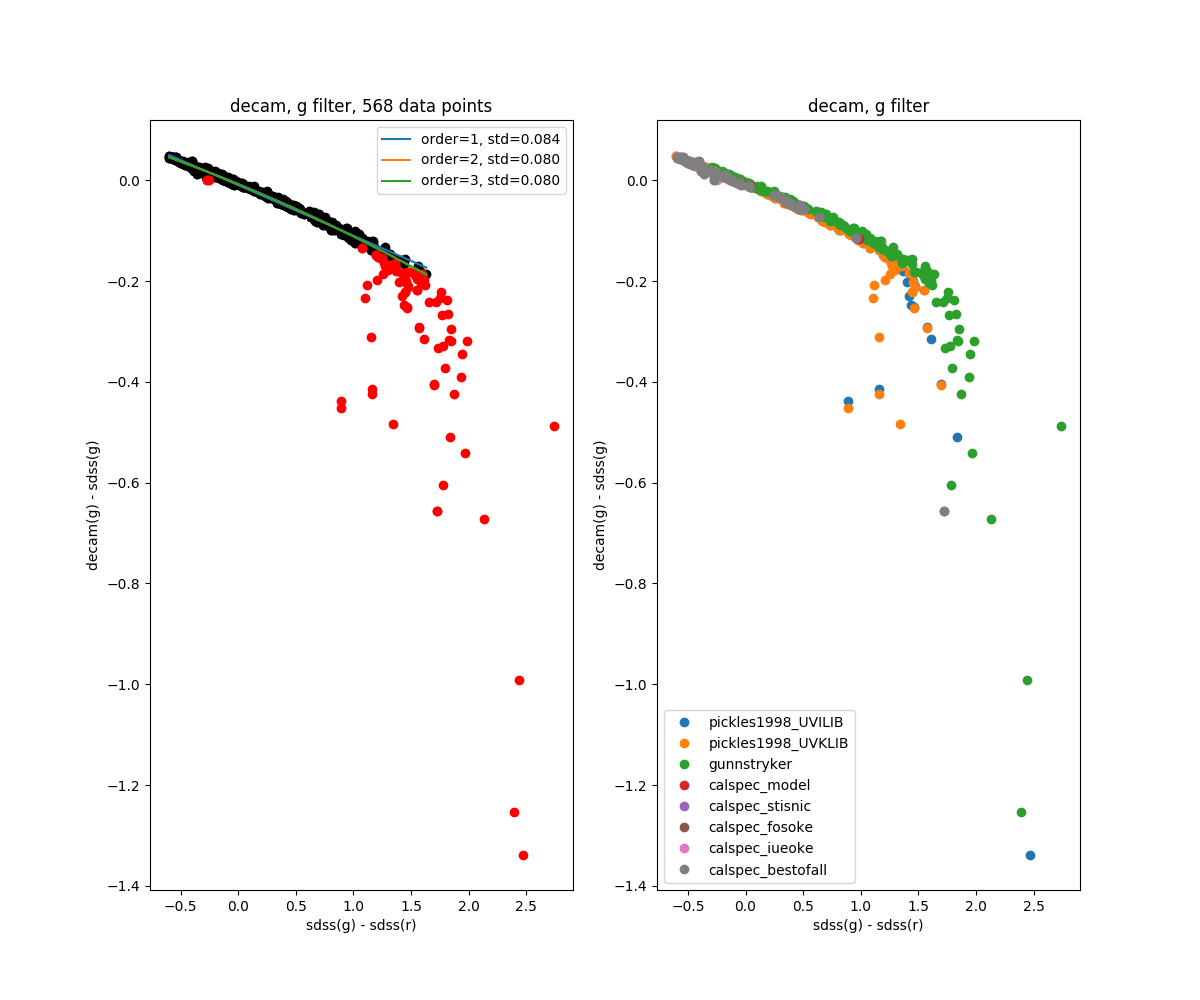 decam, g filter, 568 data points
order=1, std=0.084
order=2, std=0.080
order=3, std=0.080
decam(g) - sdss(g)
0.0
−0.2
−0.4
−0.6
−0.8
−1.0
−1.2
−1.4
−0.5
0.0
0.5
1.0
1.5
2.0
2.5
sdss(g) - sdss(r)
decam, g filter
decam(g) - sdss(g)
0.0
−0.2
−0.4
−0.6
−0.8
−1.0
−1.2
−1.4
pickles1998_UVILIB
pickles1998_UVKLIB
gunnstryker
calspec_model
calspec_stisnic
calspec_fosoke
calspec_iueoke
calspec_bestofall
−0.5
0.0
0.5
1.0
1.5
2.0
2.5
sdss(g) - sdss(r)